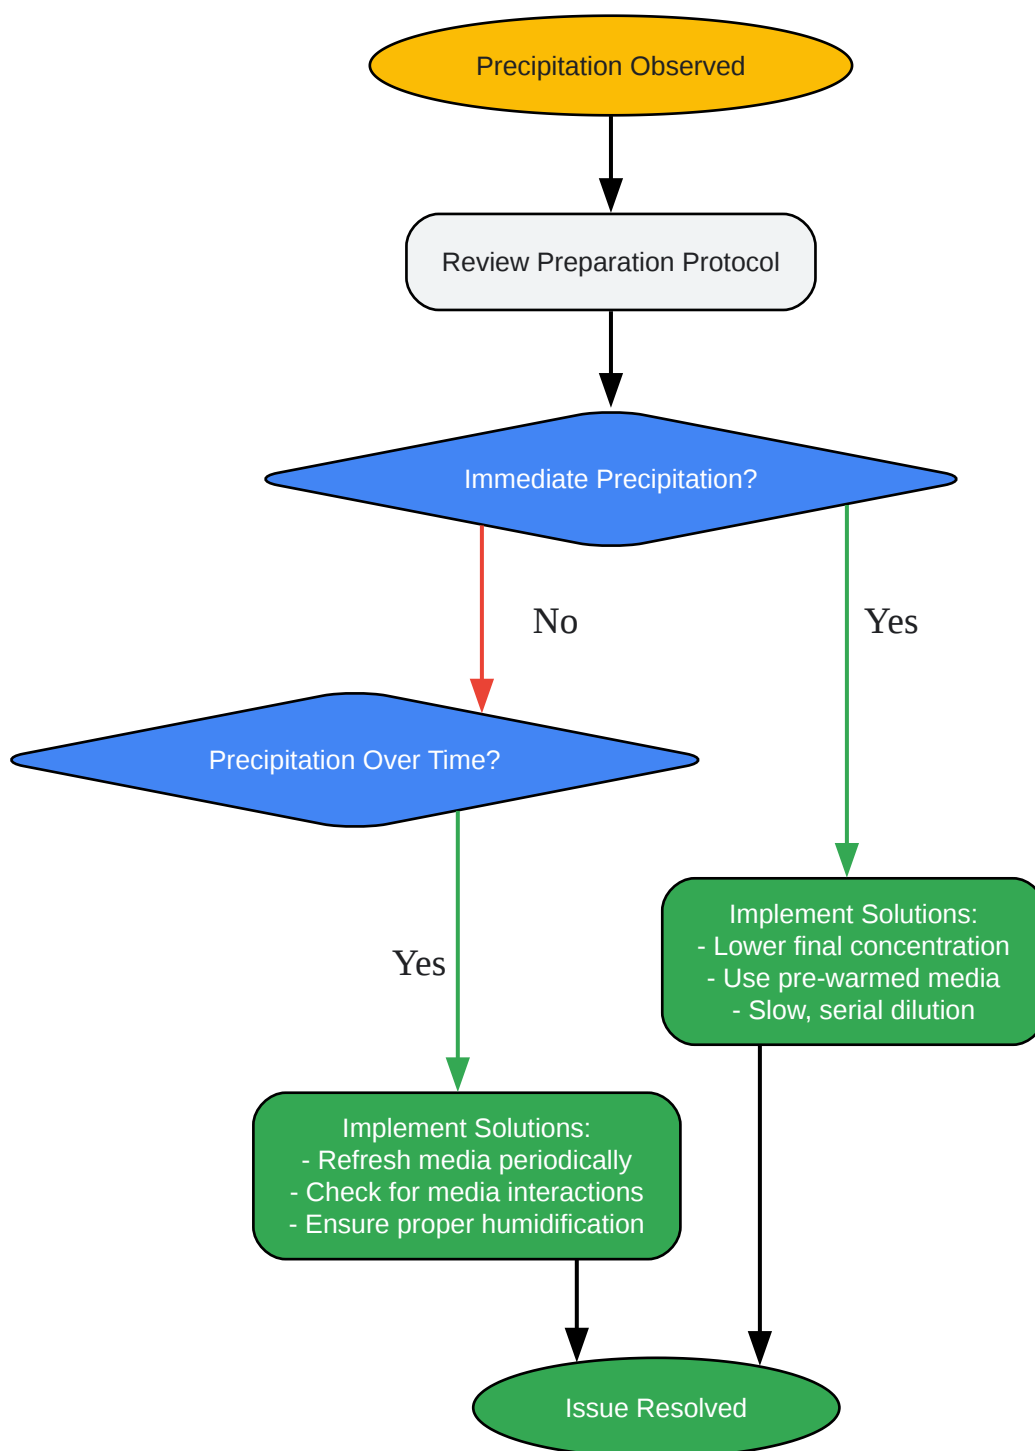 Precipitation Observed
Review Preparation Protocol
Immediate Precipitation?
No
Yes
Precipitation Over Time?
Implement Solutions:
- Lower final concentration
- Use pre-warmed media
- Slow, serial dilution
Yes
Implement Solutions:
- Refresh media periodically
- Check for media interactions
- Ensure proper humidification
Issue Resolved